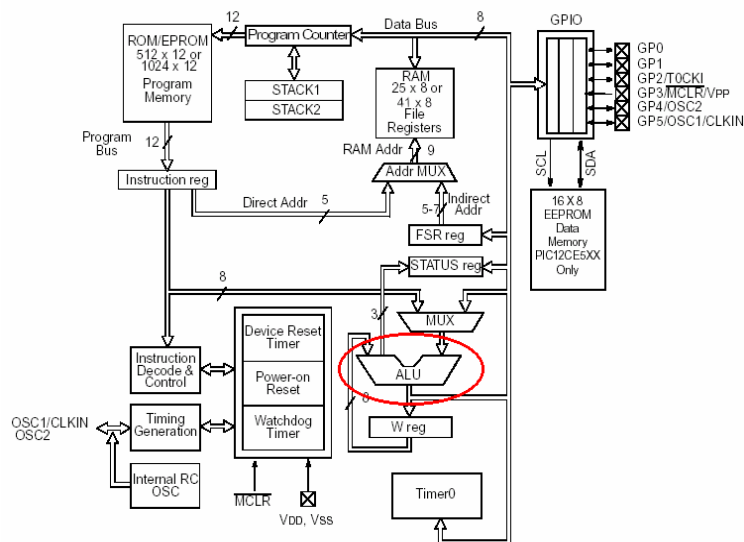 12
Data Bus
8
GPIO
ROM/EPROM
512 x 12 or
1024 x 12
Program
Memory
Program Counter
STACK1
STACK2
RAM
25 x 8 or
41 x 8
File
Registers
GP0
GP1
GP2/T0CKI
GP3/MCLR/VPP
GP4/OSC2
GP5/OSC1/CLKIN
Program
Bus
12
RAM Addr
9
Addr MUX
SCL
SDA
Instruction reg
Direct Addr
5
5-7
Indirect
Addr
FSR reg
16 X 8
EEPROM
Data
Memory
PIC12CE5XX
Only
STATUS reg
8
3
MUX
Device Reset
Timer
Instruction
Decode &
Control
Power-on
Reset
ALU
8
OSC1/CLKIN
OSC2
Timing
Generation
Watchdog
Timer
W reg
Internal RC
OSC
MCLR
VDD, VSS
Timer0